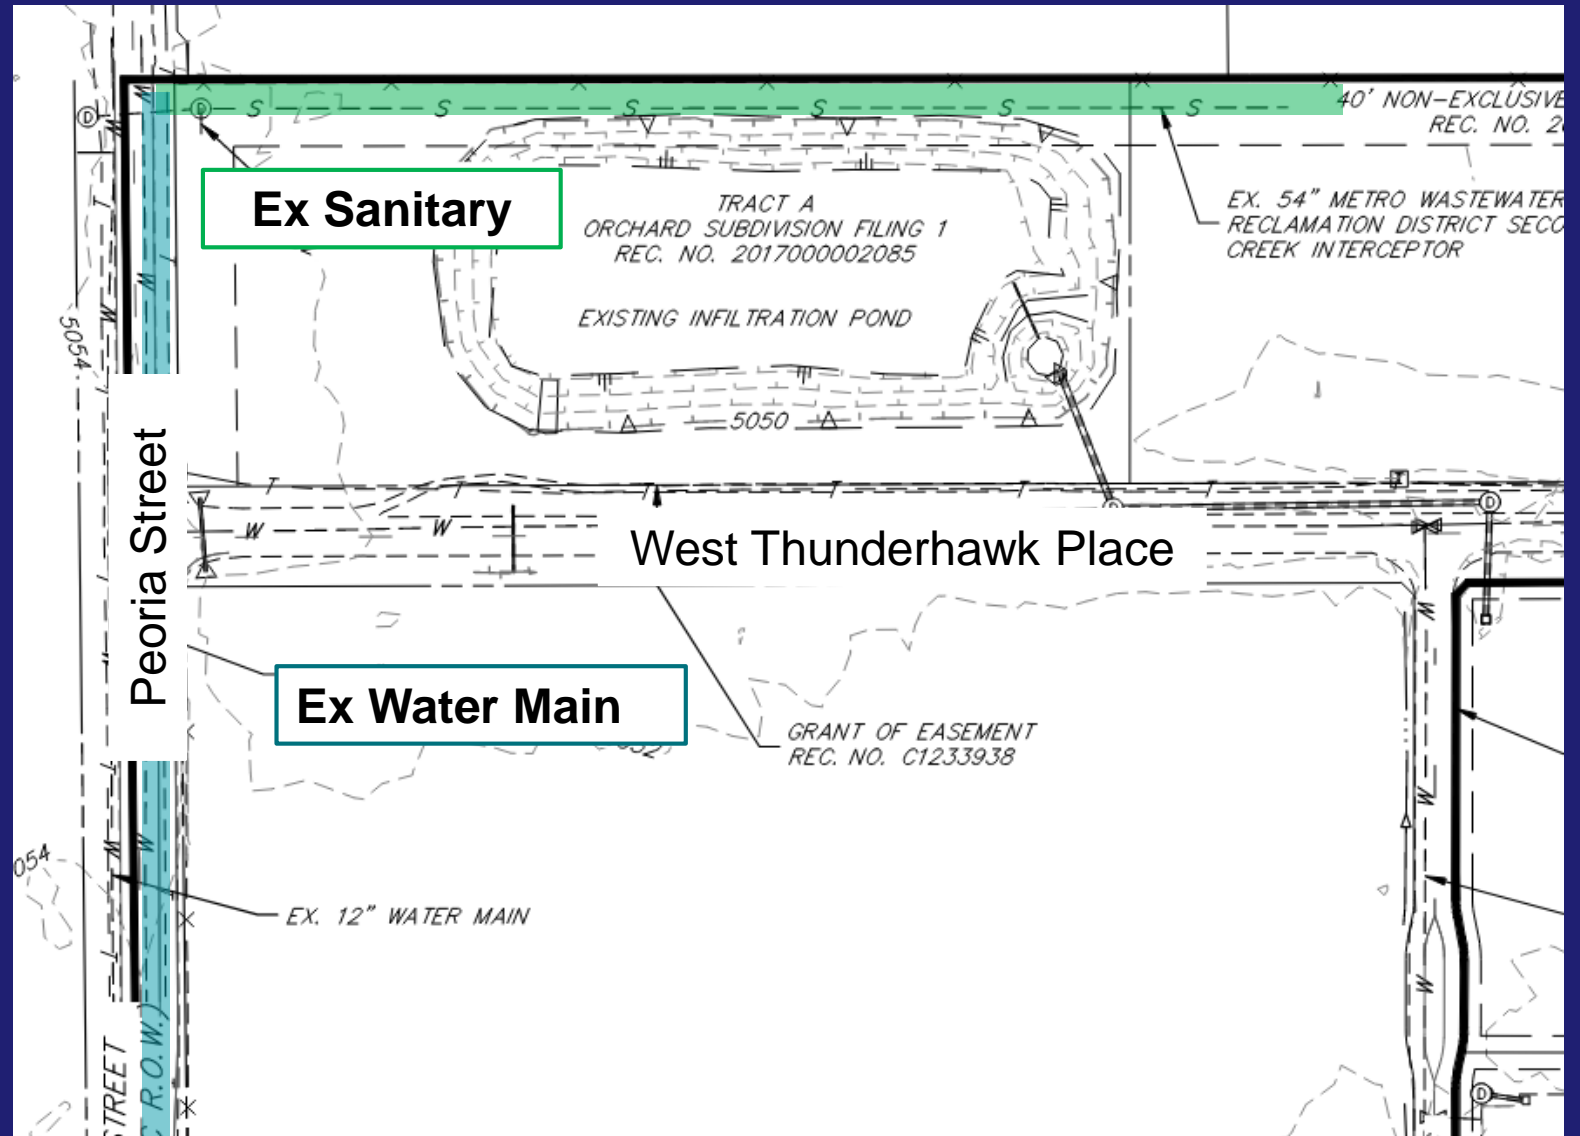 40' NON-EXCLUSIVE
REC. NO.
S S S S S S
D D
Ex Sanitary
TRACT A
ORCHARD SUBDIVISION FILING 1
REC. NO. 2017000002085
EXISTING INFILTRATION POND
EX. 54" METRO WASTEWATER
RECLAMATION DISTRICT SECO
CREEK INTERCEPTOR
5054
5050
T T T T T T
W W
D
Peoria Street
West Thunderhawk Place
Ex Water Main
GRANT OF EASEMENT
REC. NO. C1233938
054
EX. 12" WATER MAIN
W W W
STREET
R.O.W.)
D